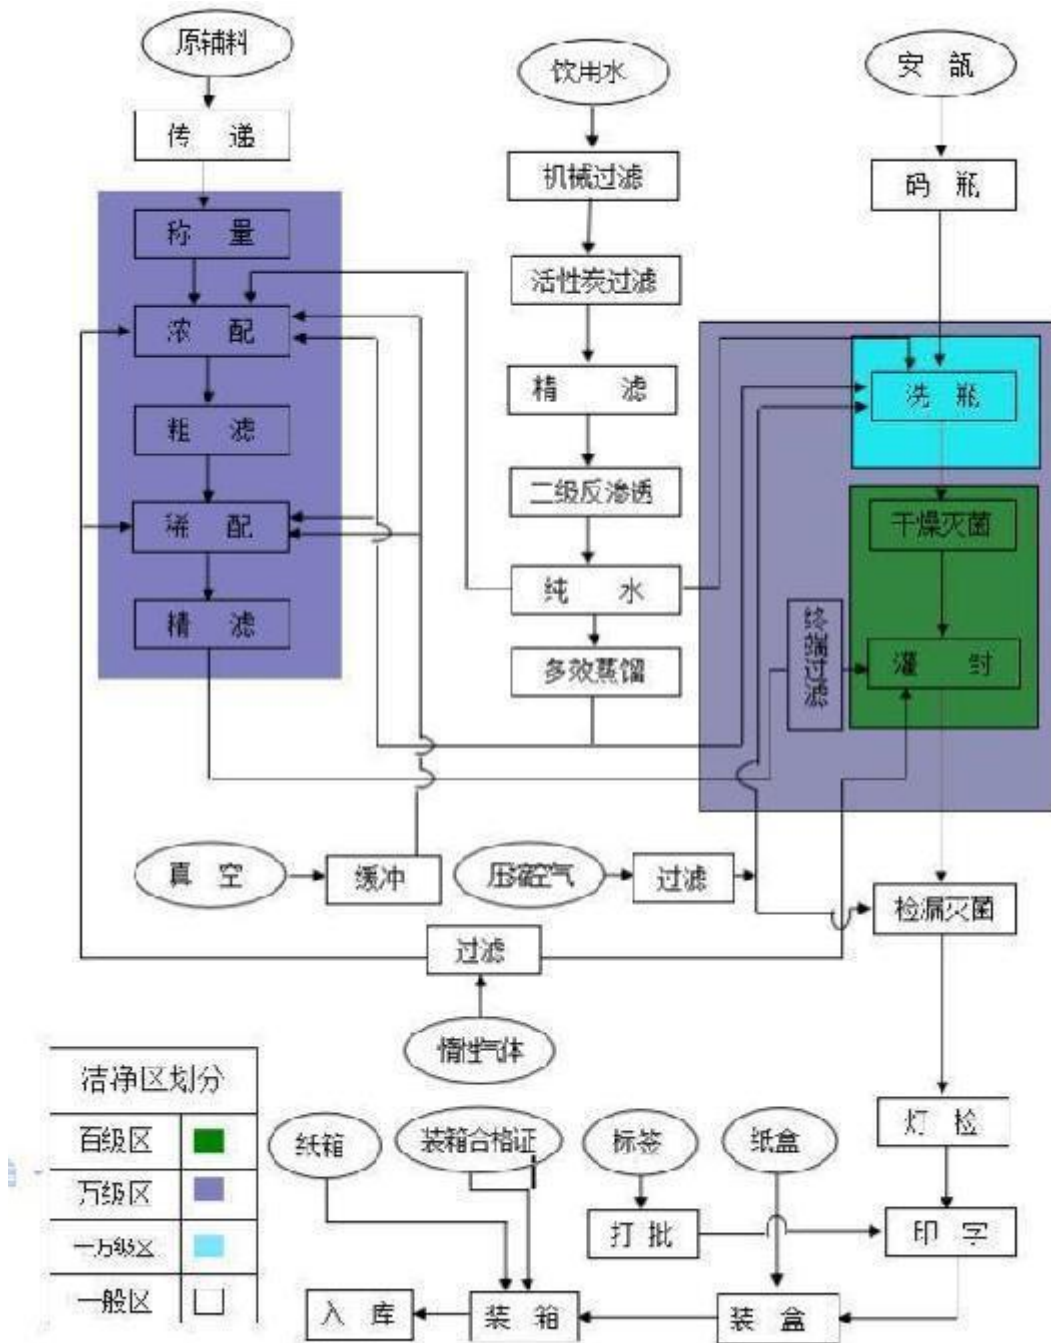 原辅料
饮用水
安 瓿
传 递
机械过滤
码 瓶
称 量
活性炭过滤
浓 配
精 滤
洗 瓶
粗 滤
二级反渗透
稀 配
干燥灭菌
纯 水
精 滤
终端过滤
灌 封
多效蒸馏
真 空
缓冲
压缩空气
过滤
检漏灭菌
过滤
惰性气体
洁净区划分
百级区
万级区
一万级区
一般区
纸箱
装箱合格证
标签
纸盒
灯 检
打 批
印 字
入 库
装 箱
装 盒